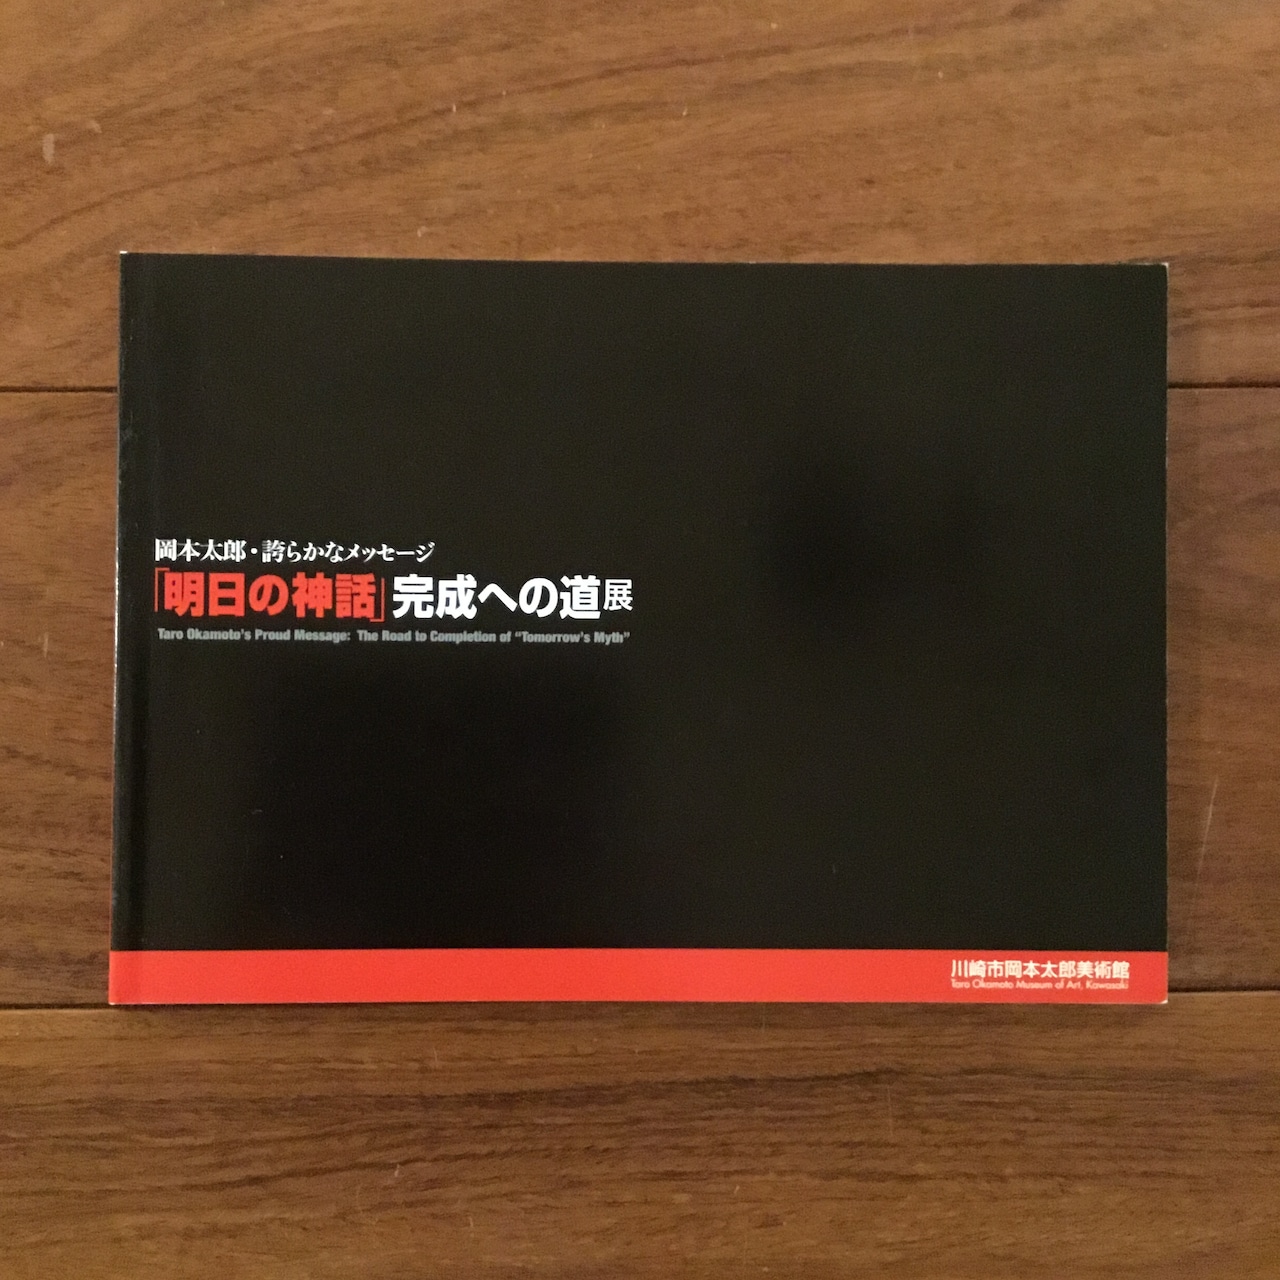 岡本太郎・誇らかなメッセージ
「明日の神話」完成への道展
Taro Okamoto's Proud Message: The Road to Completion of “Tomorrow's Myth”
川崎市岡本太郎美術館
Taro Okamoto Museum of Art, Kawasaki